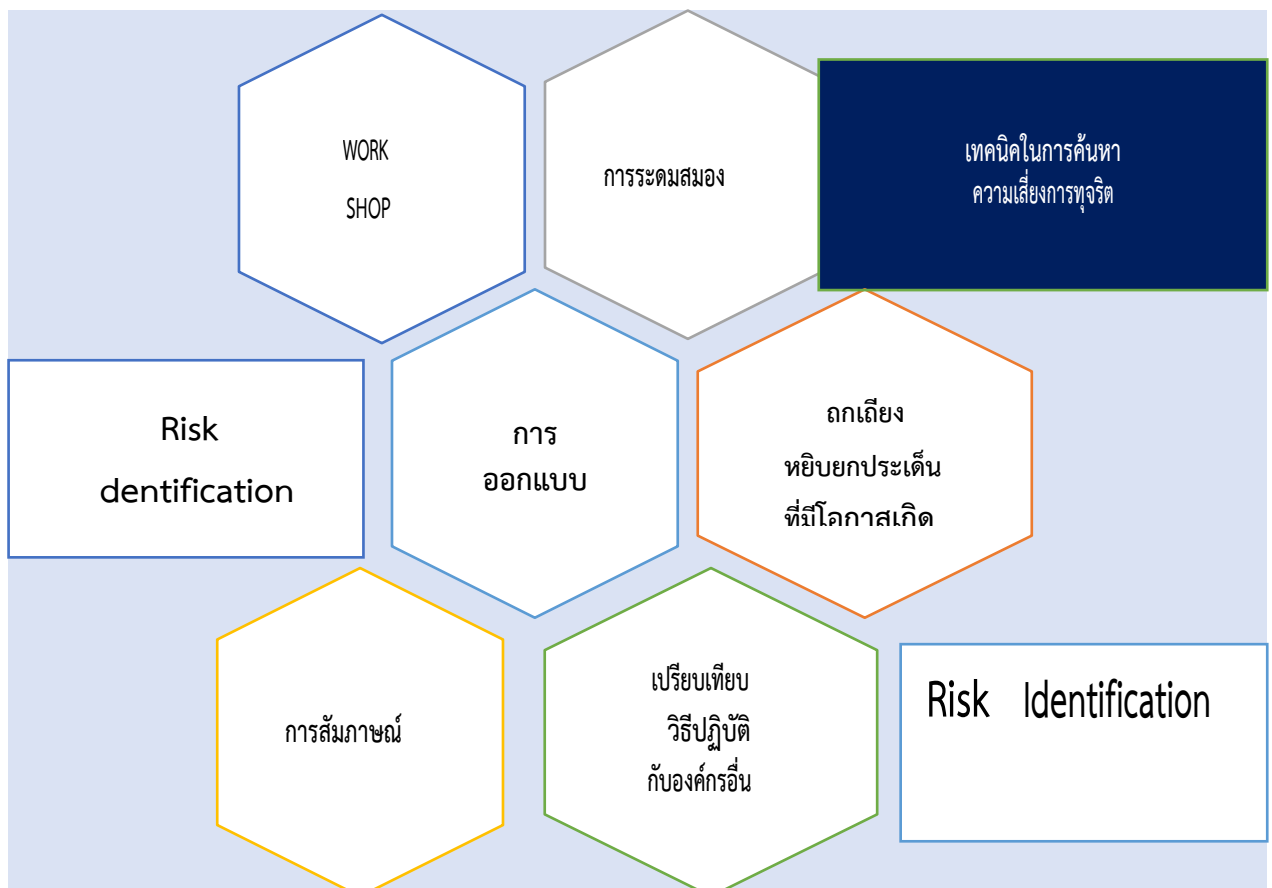 WORK
SHOP
การระดมสมอง
เทคนิคในการค้นหา
ความเสี่ยงการทุจริต
Risk
dentification
การ
ออกแบบ
ถกเถียง
หยิบยกประเด็น
ที่มีโอกาสเกิด
การสัมภาษณ์
เปรียบเทียบ
วิธีปฏิบัติ
กับองค์กรอื่น
Risk Identification